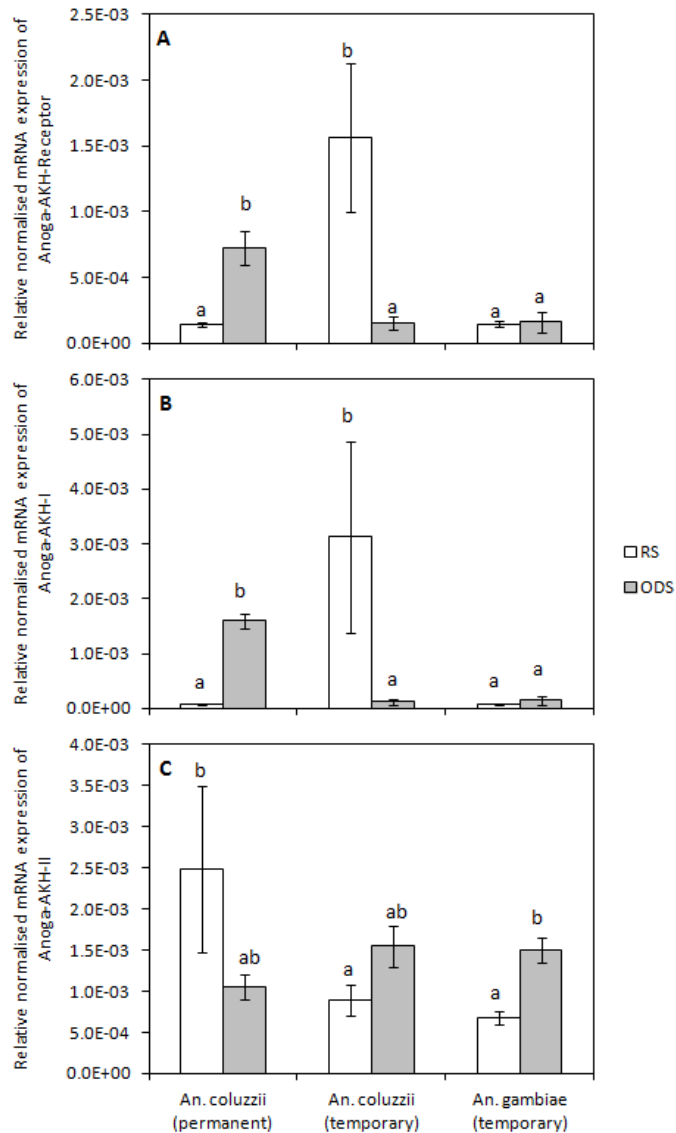 Relative normalised mRNA expression of
Anoga-AKH-Receptor
2.5E-03
2.0E-03
1.5E-03
1.0E-03
5.0E-04
0.0E+00
A
a
b
b
a
a
a
Relative normalised mRNA expression of
Anoga-AKH-I
6.0E-03
5.0E-03
4.0E-03
3.0E-03
2.0E-03
1.0E-03
0.0E+00
B
a
b
b
a
a
a
RS
ODS
Relative normalised mRNA expression of
Anoga-AKH-II
4.0E-03
3.5E-03
3.0E-03
2.5E-03
2.0E-03
1.5E-03
1.0E-03
5.0E-04
0.0E+00
C
b
ab
a
ab
a
b
An. coluzzii
(permanent)
An. coluzzii
(temporary)
An. gambiae
(temporary)